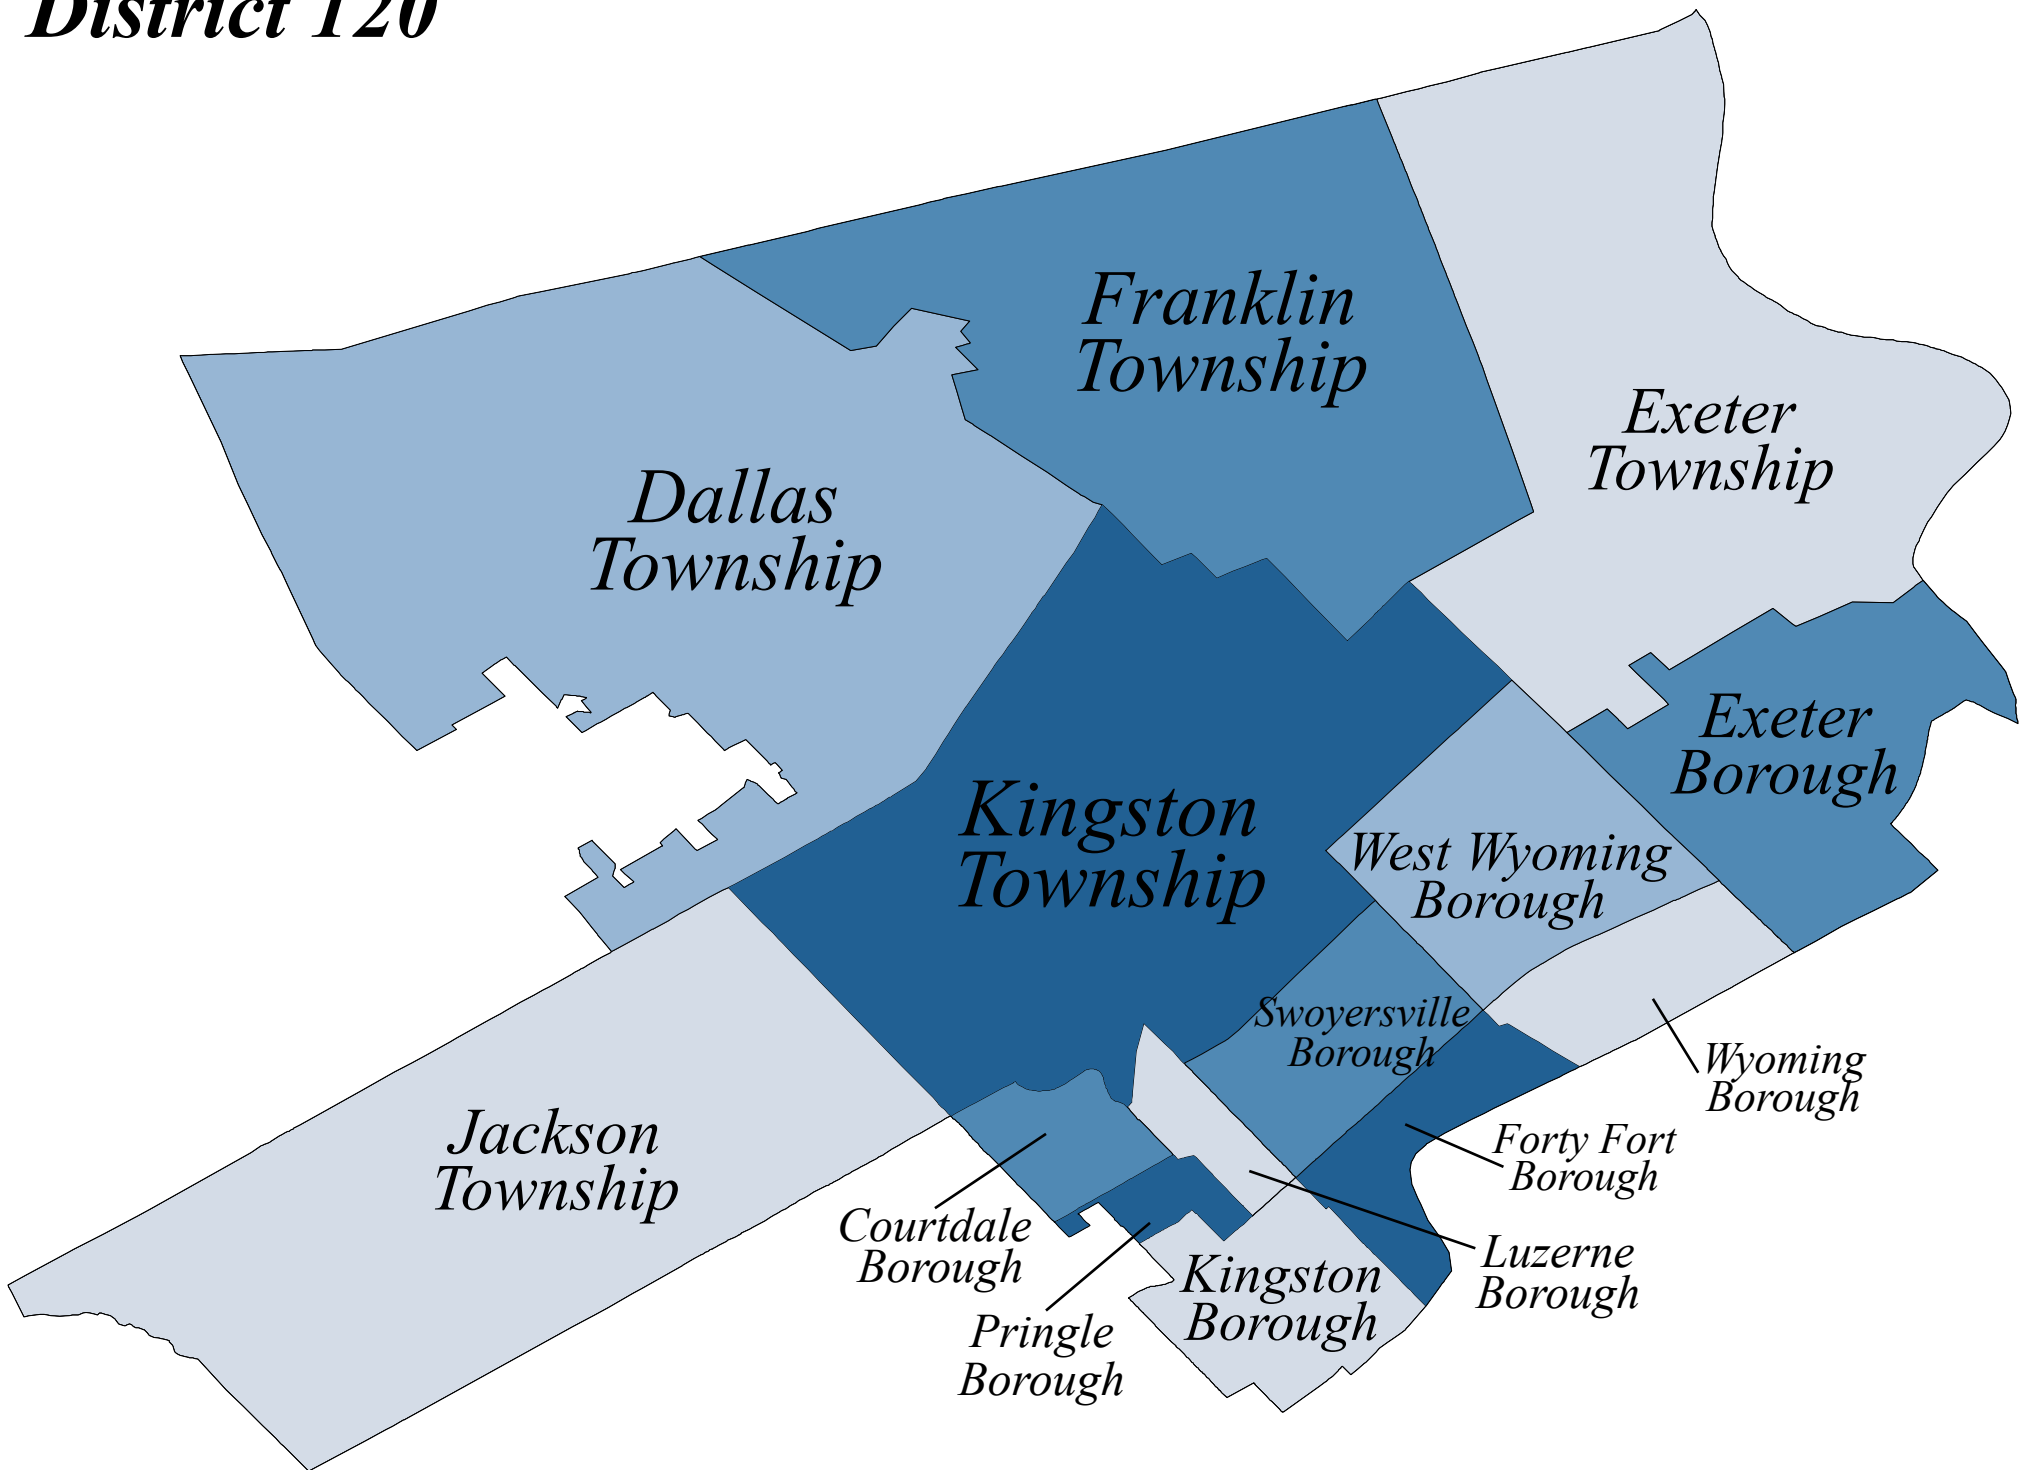 District 120
Franklin
Township
Exeter
Township
Dallas
Township
Exeter
Borough
Kingston
Township
West Wyoming
Borough
Swoyersville
Borough
Wyoming
Borough
Jackson
Township
Forty Fort
Borough
Courtdale
Borough
Luzerne
Borough
Kingston
Borough
Pringle
Borough